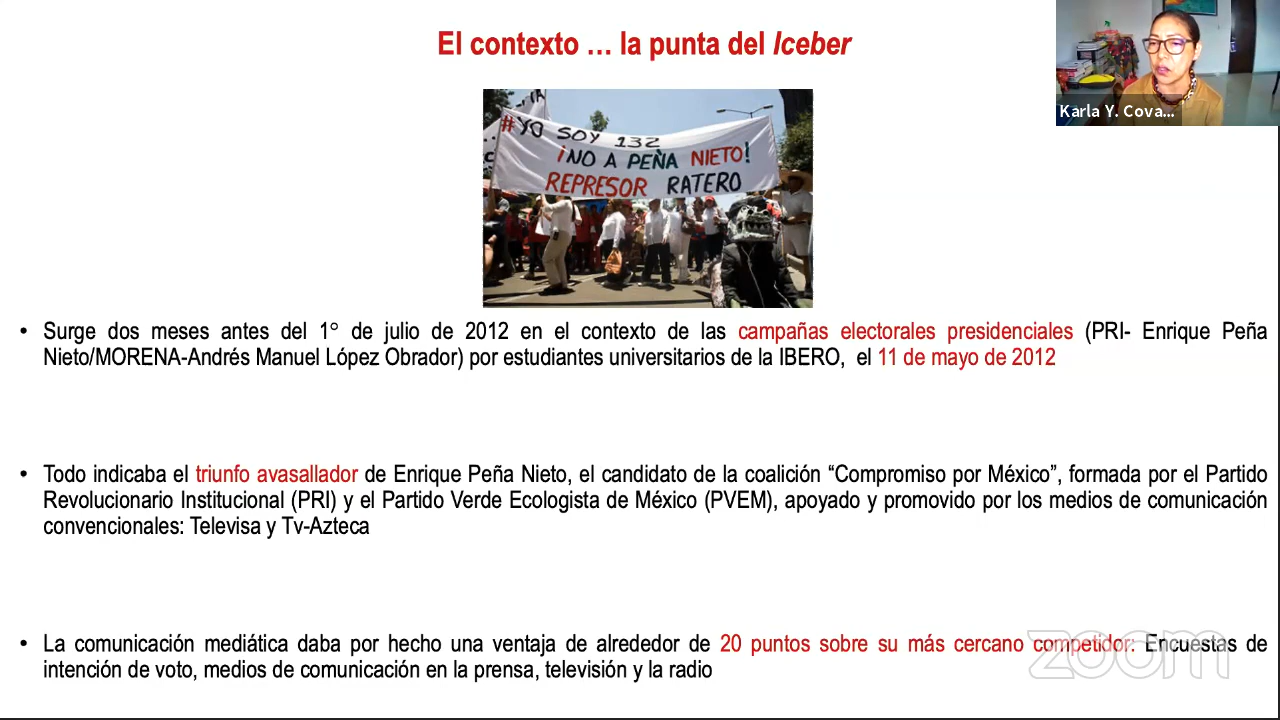 El contexto … la punta del Iceber
Karla Y. Cova...
#YO SOY 132
¡NO A PEÑA NIETO!
REPRESOR RATERO
• Surge dos meses antes del 1° de julio de 2012 en el contexto de las campañas electorales presidenciales (PRI- Enrique Peña
Nieto/MORENA-Andrés Manuel López Obrador) por estudiantes universitarios de la IBERO, el 11 de mayo de 2012
• Todo indicaba el triunfo avasallador de Enrique Peña Nieto, el candidato de la coalición “Compromiso por México”, formada por el Partido
Revolucionario Institucional (PRI) y el Partido Verde Ecologista de México (PVEM), apoyado y promovido por los medios de comunicación
convencionales: Televisa y Tv-Azteca
• La comunicación mediática daba por hecho una ventaja de alrededor de 20 puntos sobre su más cercano competidor: Encuestas de
intención de voto, medios de comunicación en la prensa, televisión y la radio
zoom